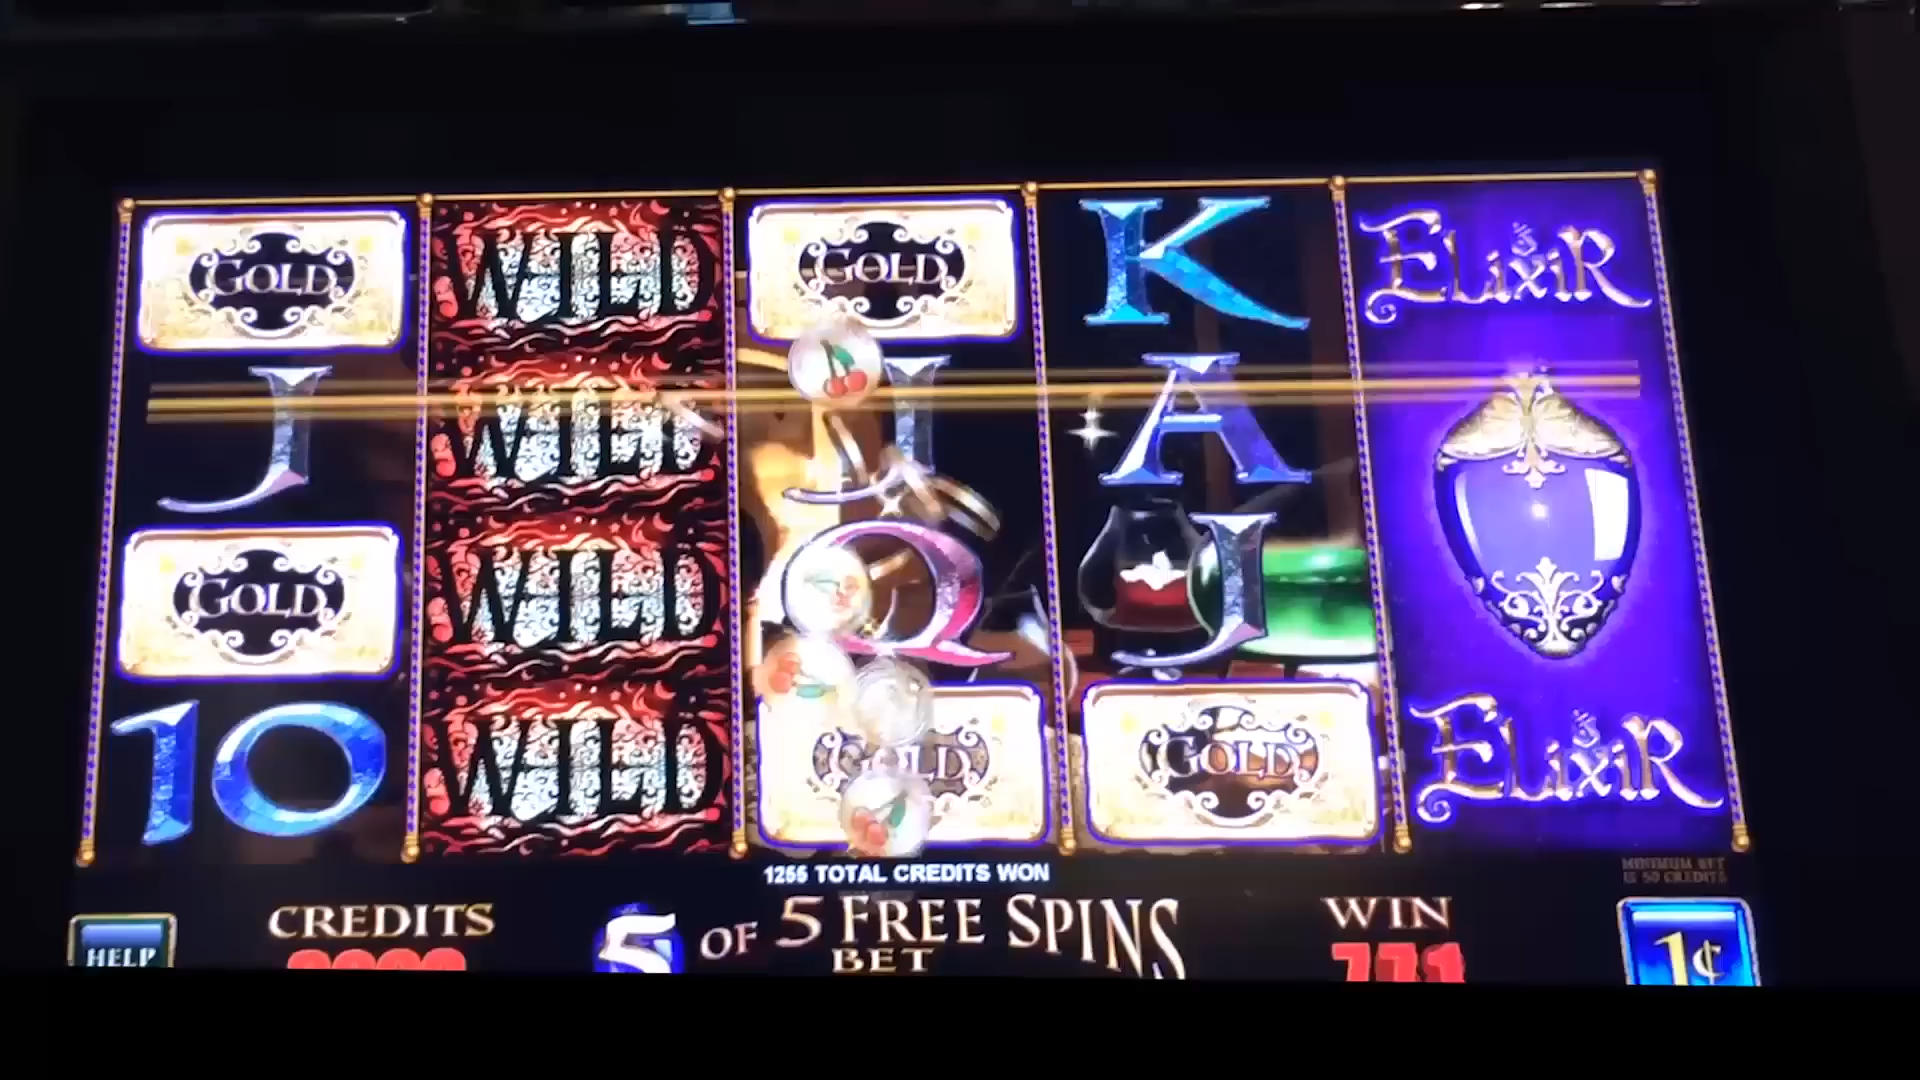 GOLD WILD GOLD K ELIXIR
J WILD J A
GOLD WILD Q J
10 WILD GOLD GOLD ELIXIR
1255 TOTAL CREDITS WON
MINIMUM BET
IS 50 CREDITS
HELP CREDITS 5 OF 5 FREE SPINS WIN 1¢
BET 771